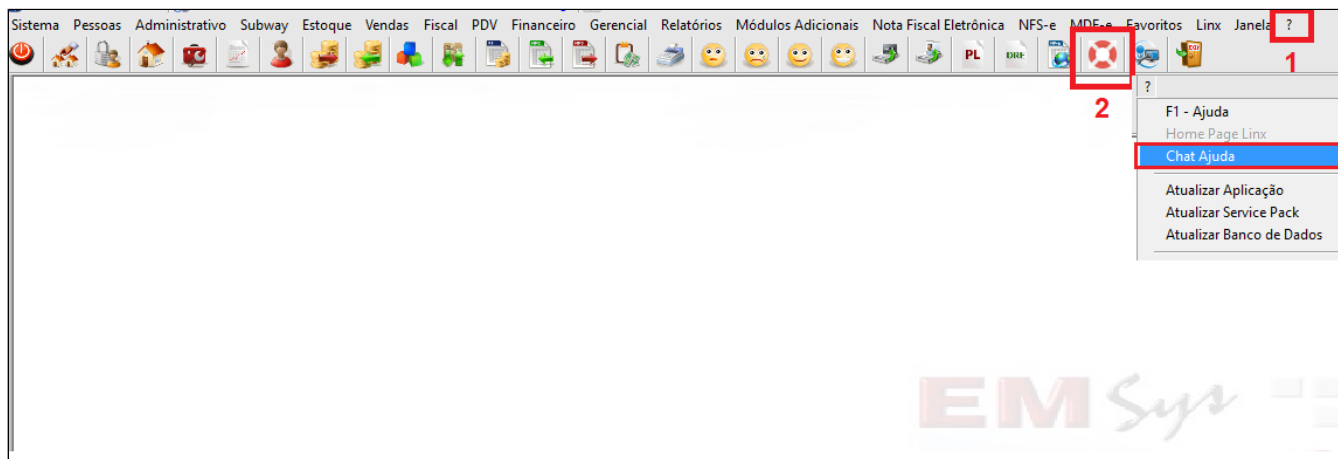 Sistema Pessoas Administrativo Subway Estoque Vendas Fiscal PDV Financeiro Gerencial Relatórios Módulos Adicionais Nota Fiscal Eletrônica NFS-e MDF-e Favoritos Linx Janela ?
PL DRE EXIT
1
2
?
F1 - Ajuda
Home Page Linx
Chat Ajuda
Atualizar Aplicação
Atualizar Service Pack
Atualizar Banco de Dados
EMSys